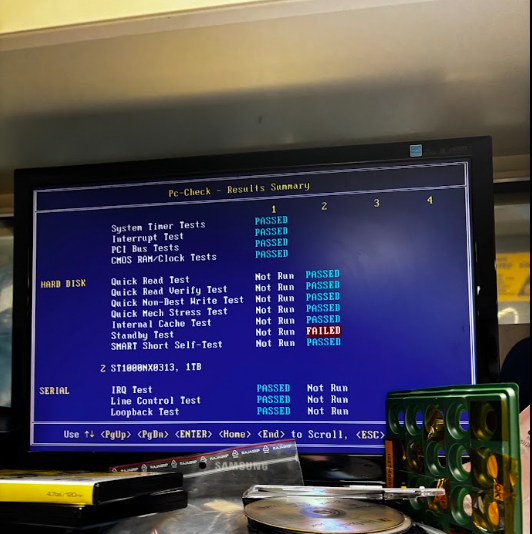 Pc-Check - Results Summary
1 2 3 4
System Timer Tests PASSED
Interrupt Test PASSED
PCI Bus Tests PASSED
CMOS RAM/Clock Tests PASSED
HARD DISK Quick Read Test Not Run PASSED
Quick Read Verify Test Not Run PASSED
Quick Non-Dest Write Test Not Run PASSED
Quick Mech Stress Test Not Run PASSED
Internal Cache Test Not Run PASSED
Standby Test Not Run FAILED
SMART Short Self-Test Not Run PASSED
2 ST1000NX0313, 1TB
SERIAL IRQ Test PASSED Not Run
Line Control Test PASSED Not Run
Loopback Test PASSED Not Run
Use ↑↓ <PgUp> <PgDn> <ENTER> <Home> <End> to Scroll, <ESC>
SAMSUNG